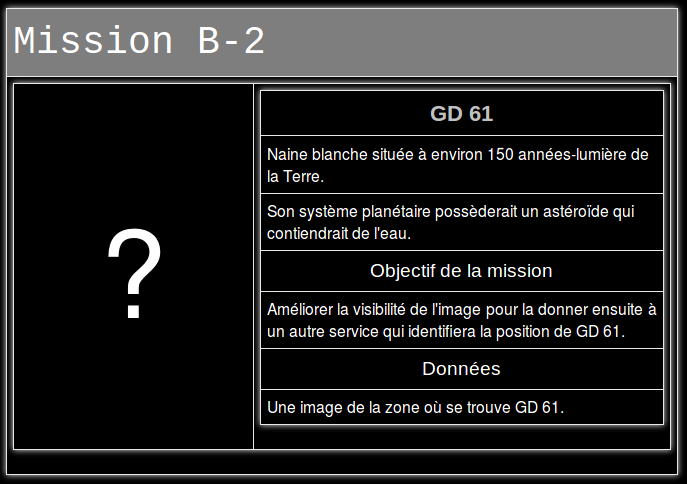 Mission B-2
?
GD 61
Naine blanche située à environ 150 années-lumière de
la Terre.
Son système planétaire possèderait un astéroïde qui
contiendrait de l'eau.
Objectif de la mission
Améliorer la visibilité de l'image pour la donner ensuite à
un autre service qui identifiera la position de GD 61.
Données
Une image de la zone où se trouve GD 61.